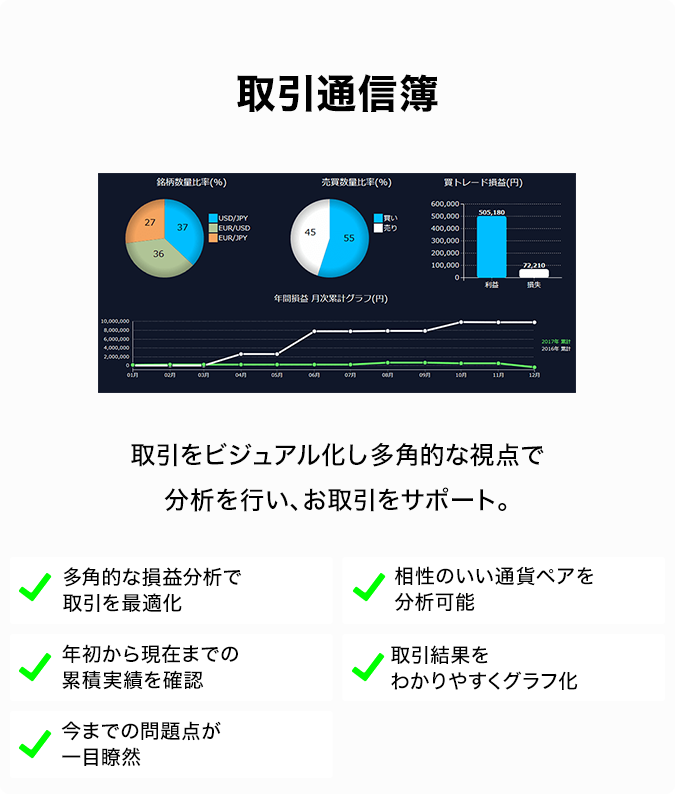 取引通信簿
銘柄数量比率(%)
27
37
36
USD/JPY
EUR/USD
EUR/JPY
売買数量比率(%)
45
55
買い
売り
買トレード損益(円)
600,000
500,000
400,000
300,000
200,000
100,000
0
505,180
72,210
利益
損失
年間損益 月次累計グラフ(円)
10,000,000
8,000,000
6,000,000
4,000,000
2,000,000
0
2017年 累計
2016年 累計
01月 02月 03月 04月 05月 06月 07月 08月 09月 10月 11月 12月
取引をビジュアル化し多角的な視点で
分析を行い、お取引をサポート。
多角的な損益分析で
取引を最適化
相性のいい通貨ペアを
分析可能
年初から現在までの
累積実績を確認
取引結果を
わかりやすくグラフ化
今までの問題点が
一目瞭然